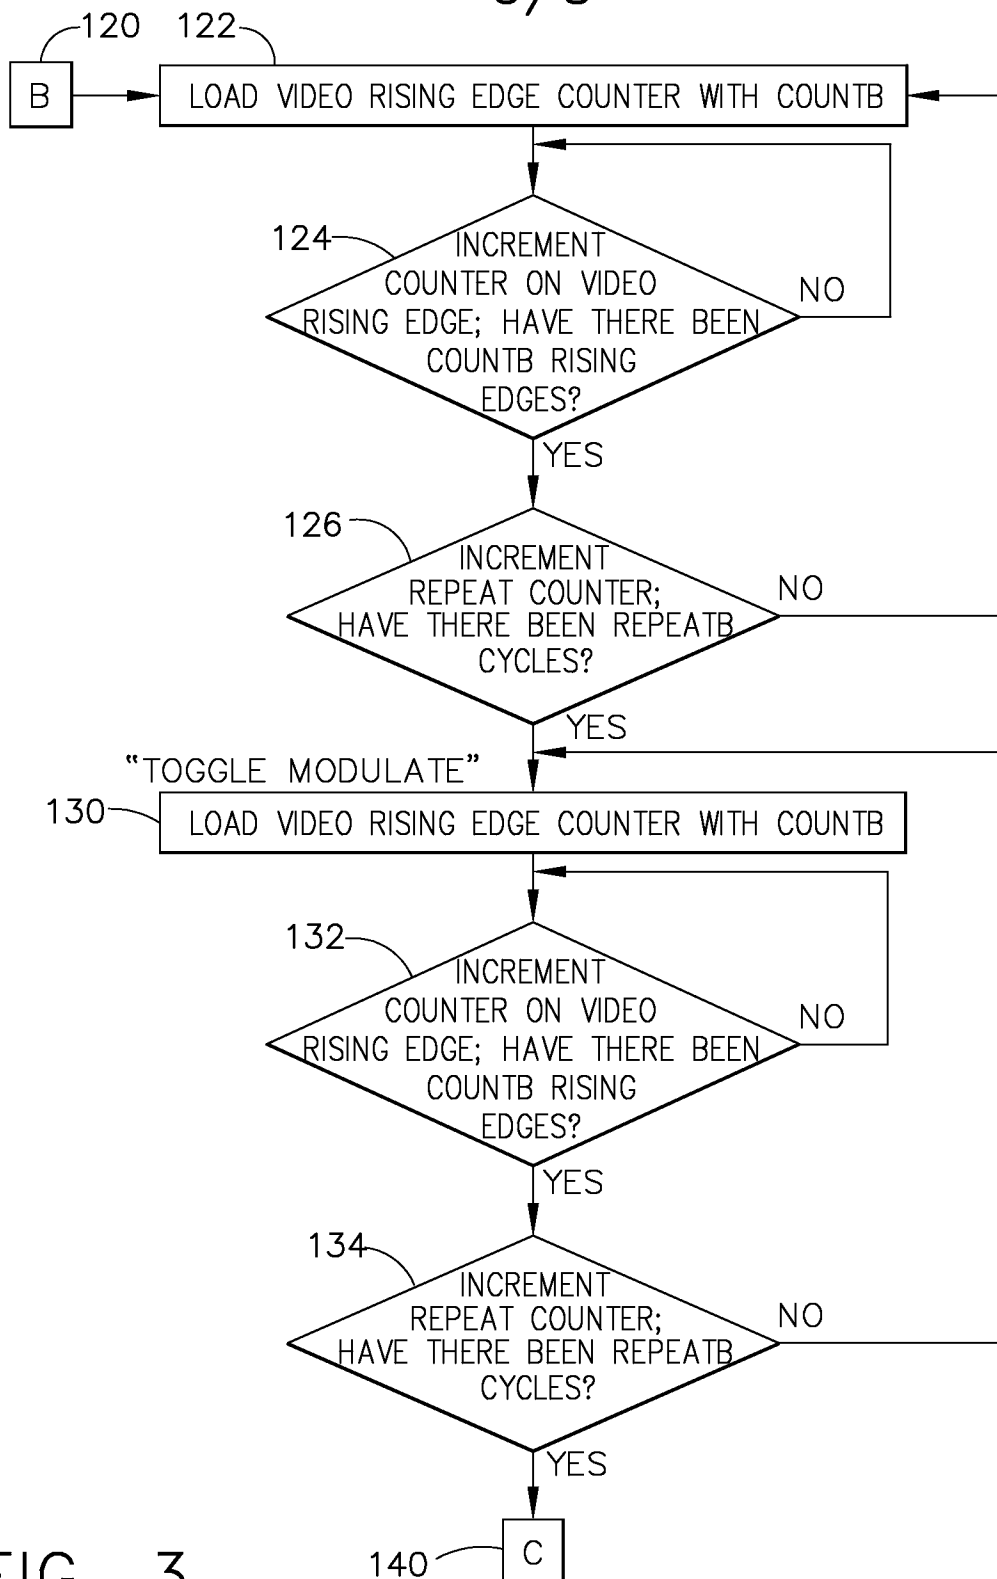 120 122
B
LOAD VIDEO RISING EDGE COUNTER WITH COUNTB
124
INCREMENT
COUNTER ON VIDEO
RISING EDGE; HAVE THERE BEEN
COUNTB RISING
EDGES?
NO
YES
126
INCREMENT
REPEAT COUNTER;
HAVE THERE BEEN REPEATB
CYCLES?
NO
YES
“TOGGLE MODULATE”
130
LOAD VIDEO RISING EDGE COUNTER WITH COUNTB
132
INCREMENT
COUNTER ON VIDEO
RISING EDGE; HAVE THERE BEEN
COUNTB RISING
EDGES?
NO
YES
134
INCREMENT
REPEAT COUNTER;
HAVE THERE BEEN REPEATB
CYCLES?
NO
YES
140
C
FIG. 3